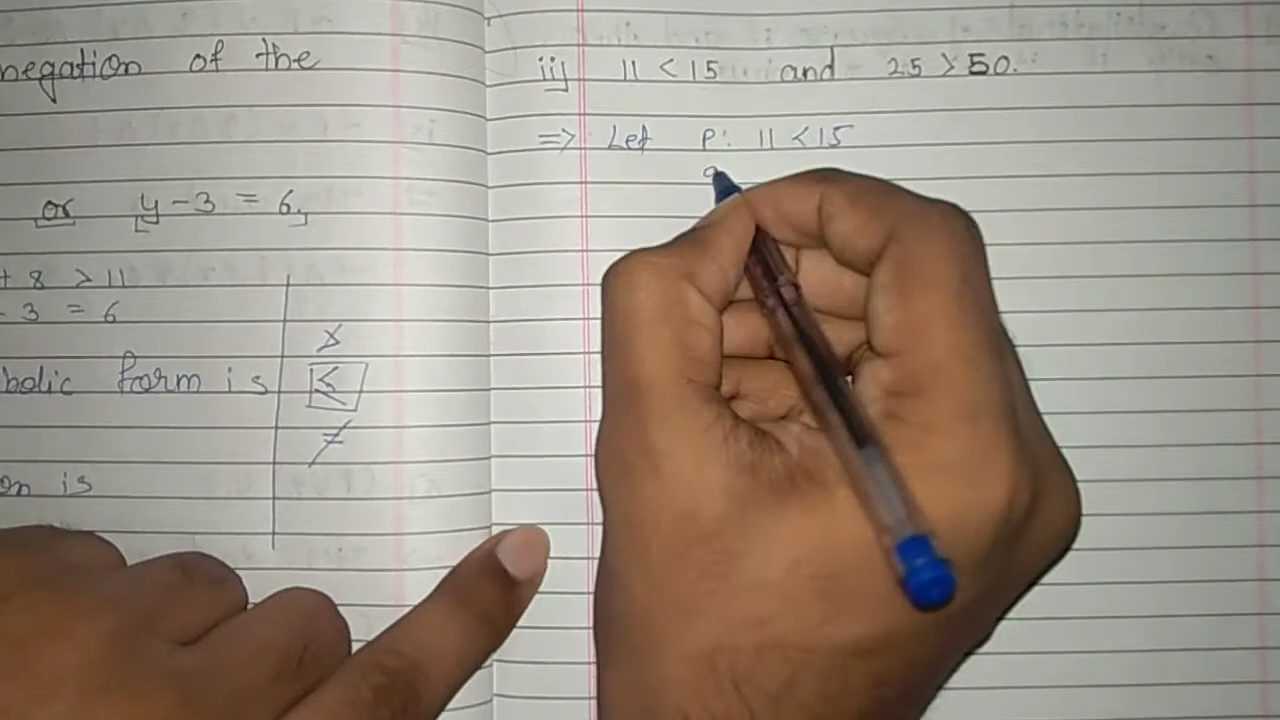 negation of the
or y - 3 = 6,
+ 8 > 11
- 3 = 6
bolic form is
on is
>
≤
≠
ii) 11 < 15 and 25 > 50.
=> Let P: 11 < 15
q